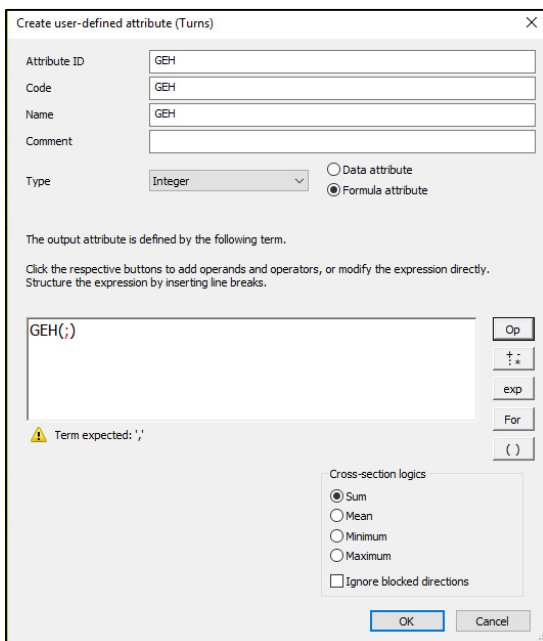 Create user-defined attribute (Turns)
Attribute ID GEH
Code GEH
Name GEH
Comment
Type Integer Data attribute
Formula attribute
The output attribute is defined by the following term.
Click the respective buttons to add operands and operators, or modify the expression directly.
Structure the expression by inserting line breaks.
GEH(;)
Op
+ -
: *
exp
For
( )
Term expected: ','
Cross-section logics
Sum
Mean
Minimum
Maximum
Ignore blocked directions
OK Cancel